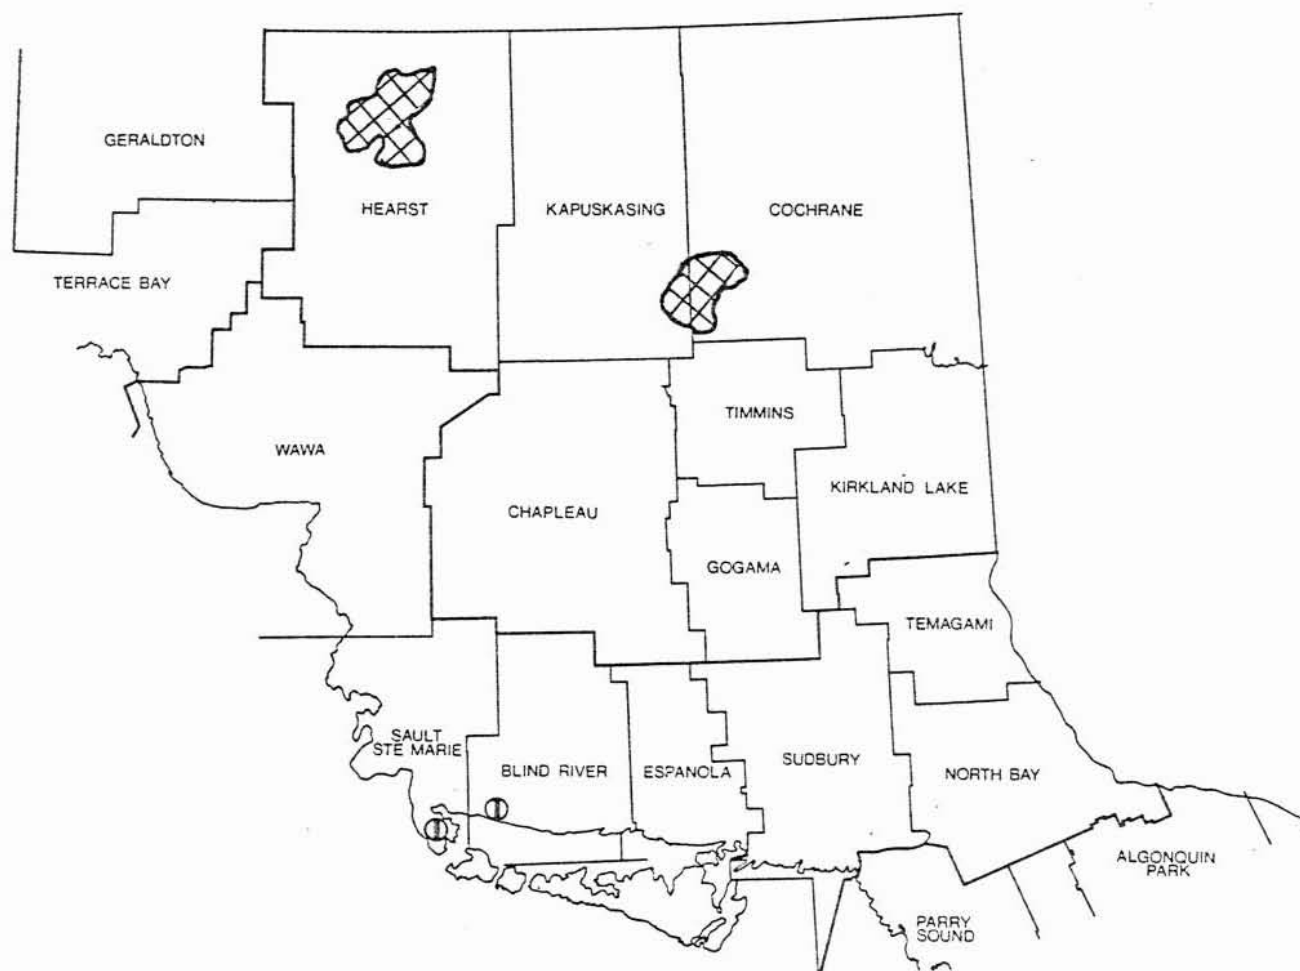 GERALDTON
HEARST
KAPUSKASING
COCHRANE
TERRACE BAY
TIMMINS
WAWA
KIRKLAND LAKE
CHAPLEAU
GOGAMA
TEMAGAMI
SAULT
STE MARIE
BLIND RIVER
ESPANOLA
SUDBURY
NORTH BAY
ALGONQUIN
PARK
PARRY
SOUND